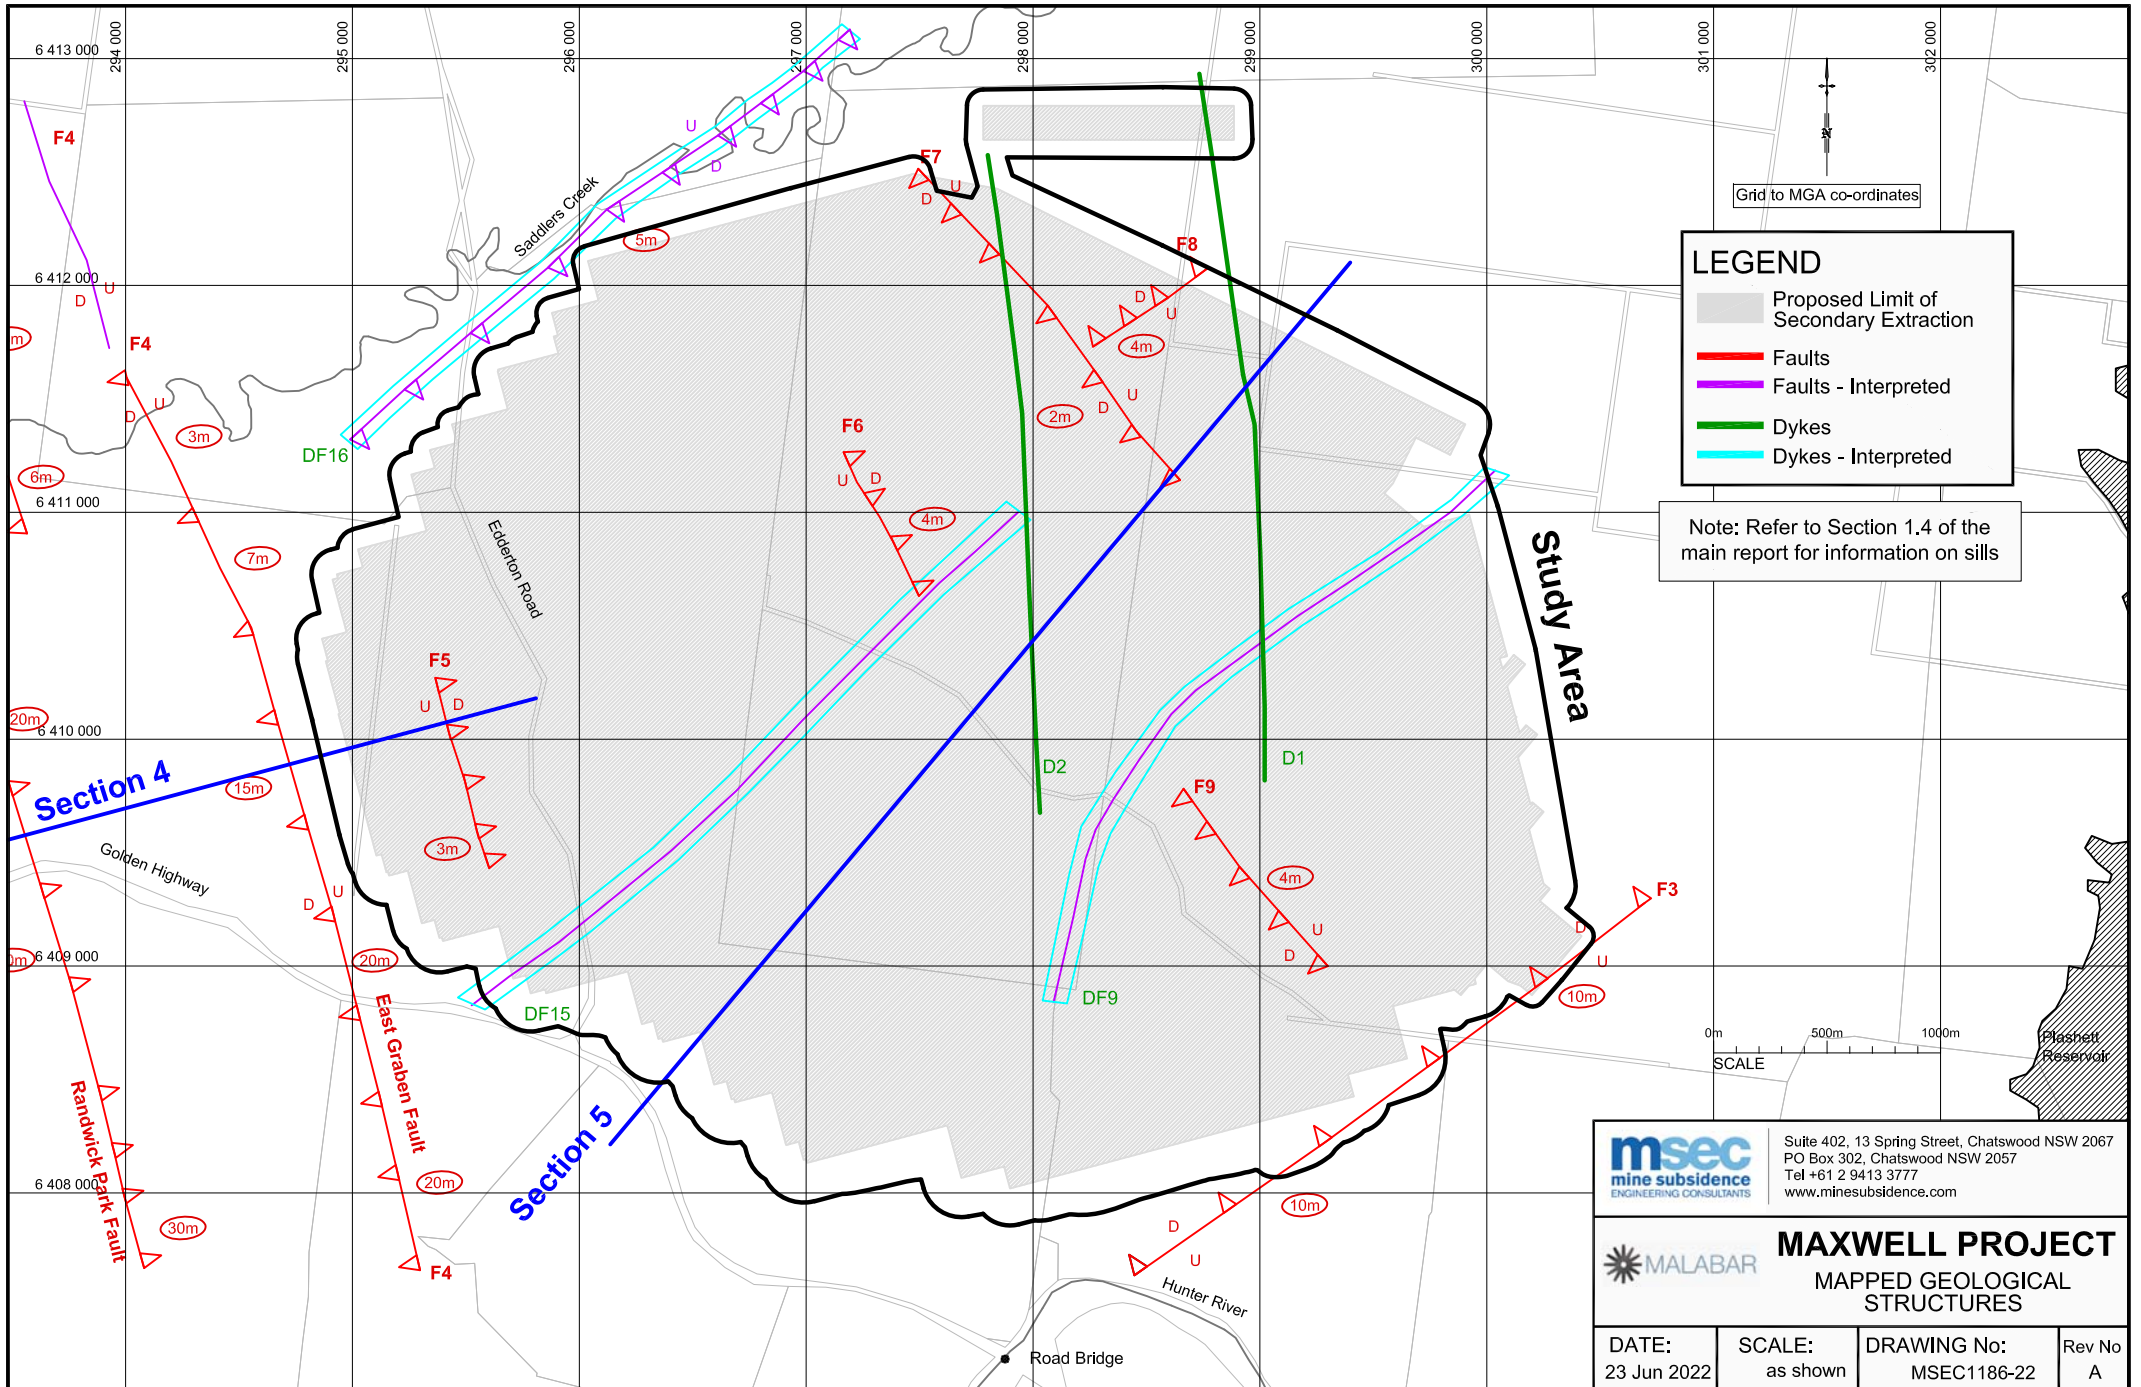 294 000
295 000
296 000
297 000
298 000
299 000
300 000
301 000
302 000
6 413 000
6 412 000
6 411 000
6 410 000
6 409 000
6 408 000
F4
U
D
F4
D
U
3m
6m
7m
20m
15m
Section 4
Golden Highway
D
U
20m
East Graben Fault
20m
F4
Randwick Park Fault
30m
Saddlers Creek
U
D
5m
DF16
Edderton Road
F5
U
D
3m
F6
U
D
4m
F7
U
D
2m
D
U
F8
D
U
4m
D2
D1
F9
4m
U
D
DF15
DF9
Section 5
F3
D
U
10m
10m
D
U
Study Area
Hunter River
Road Bridge
Plashett
Reservoir
N
Grid to MGA co-ordinates
LEGEND
Proposed Limit of
Secondary Extraction
Faults
Faults - Interpreted
Dykes
Dykes - Interpreted
Note: Refer to Section 1.4 of the
main report for information on sills
0m 500m 1000m
SCALE
msec
mine subsidence
ENGINEERING CONSULTANTS
Suite 402, 13 Spring Street, Chatswood NSW 2067
PO Box 302, Chatswood NSW 2057
Tel +61 2 9413 3777
www.minesubsidence.com
MALABAR
MAXWELL PROJECT
MAPPED GEOLOGICAL
STRUCTURES
DATE:
23 Jun 2022
SCALE:
as shown
DRAWING No:
MSEC1186-22
Rev No
A